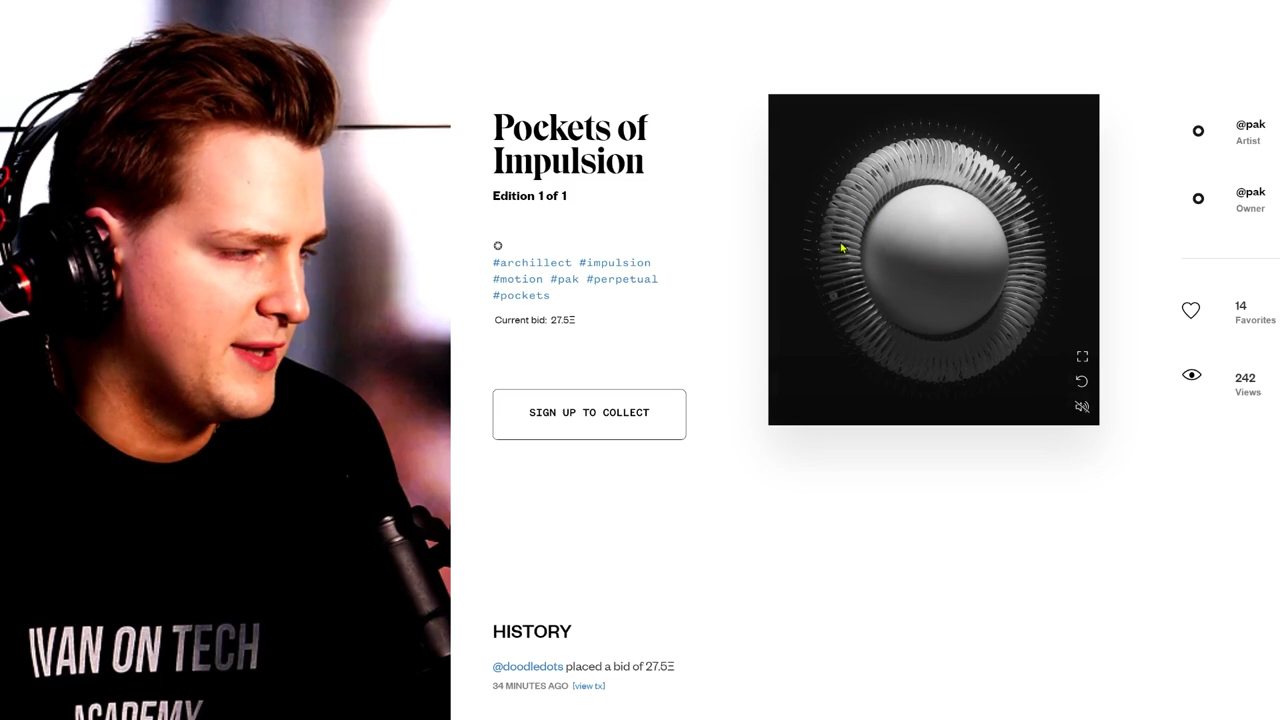 IVAN ON TECH
ACADEMY
Pockets of
Impulsion
Edition 1 of 1
#archillect #impulsion
#motion #pak #perpetual
#pockets
Current bid: 27.5Ξ
SIGN UP TO COLLECT
@pak
Artist
@pak
Owner
14
Favorites
242
Views
HISTORY
@doodledots placed a bid of 27.5Ξ
34 MINUTES AGO [view tx]